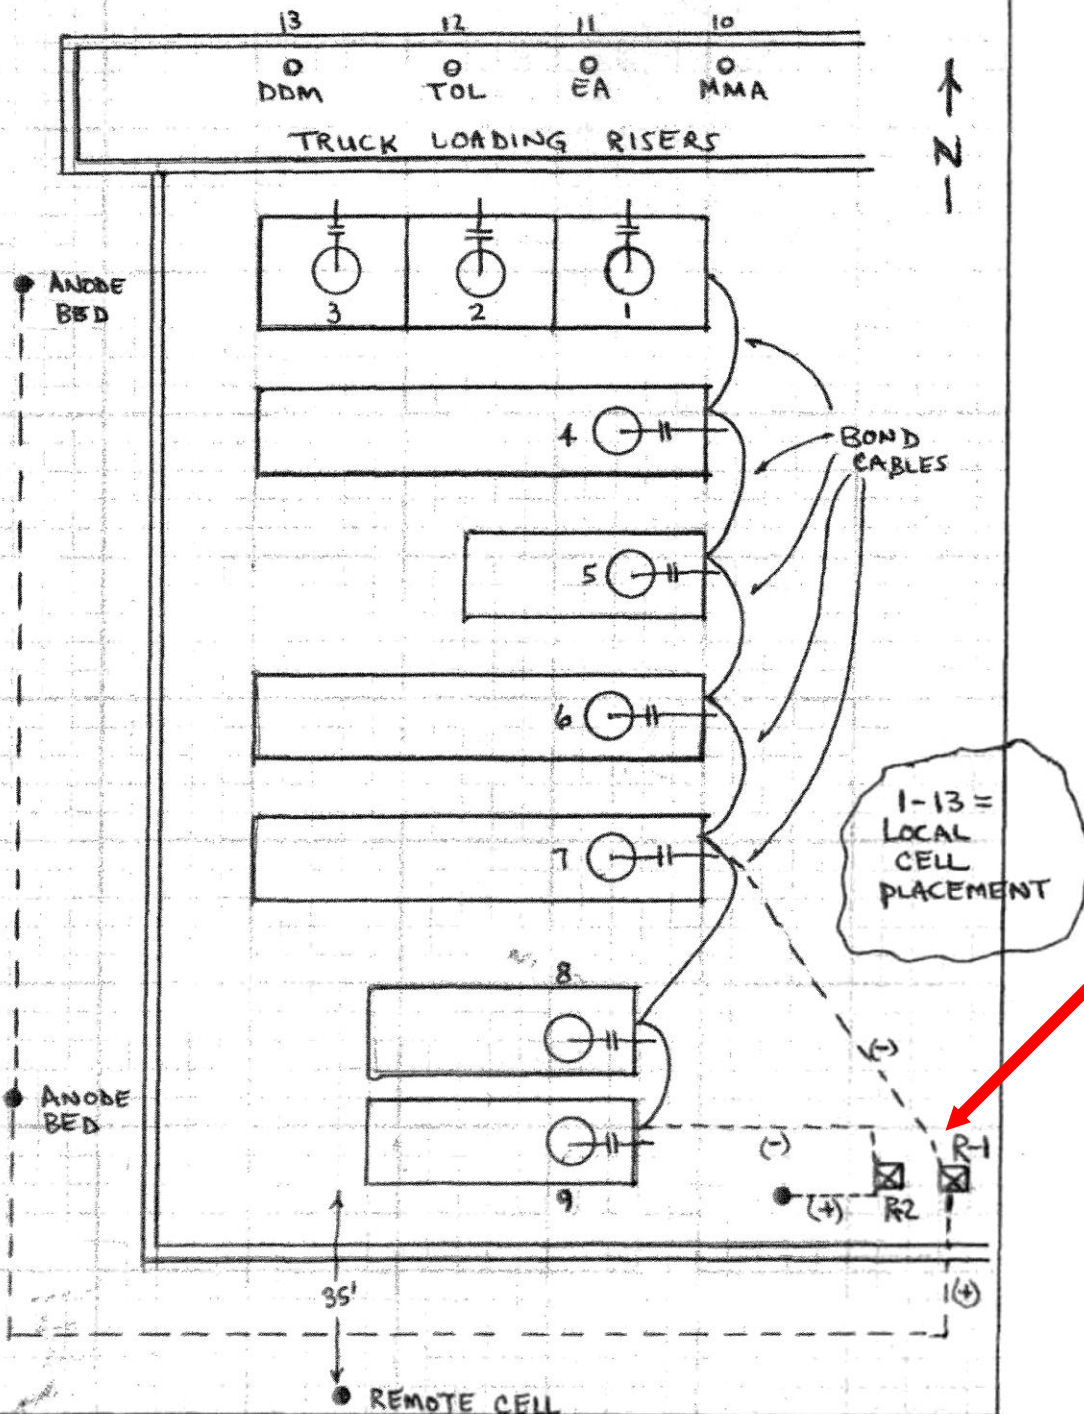 13 12 11 10
DDM TOL EA MMA
TRUCK LOADING RISERS
N
ANODE
BED
3 2 1
4
BOND
CABLES
5
6
1-13 =
LOCAL
CELL
PLACEMENT
7
8
(-)
ANODE
BED
(-)
R-1
9
(+)
R-2
35'
(+)
REMOTE CELL